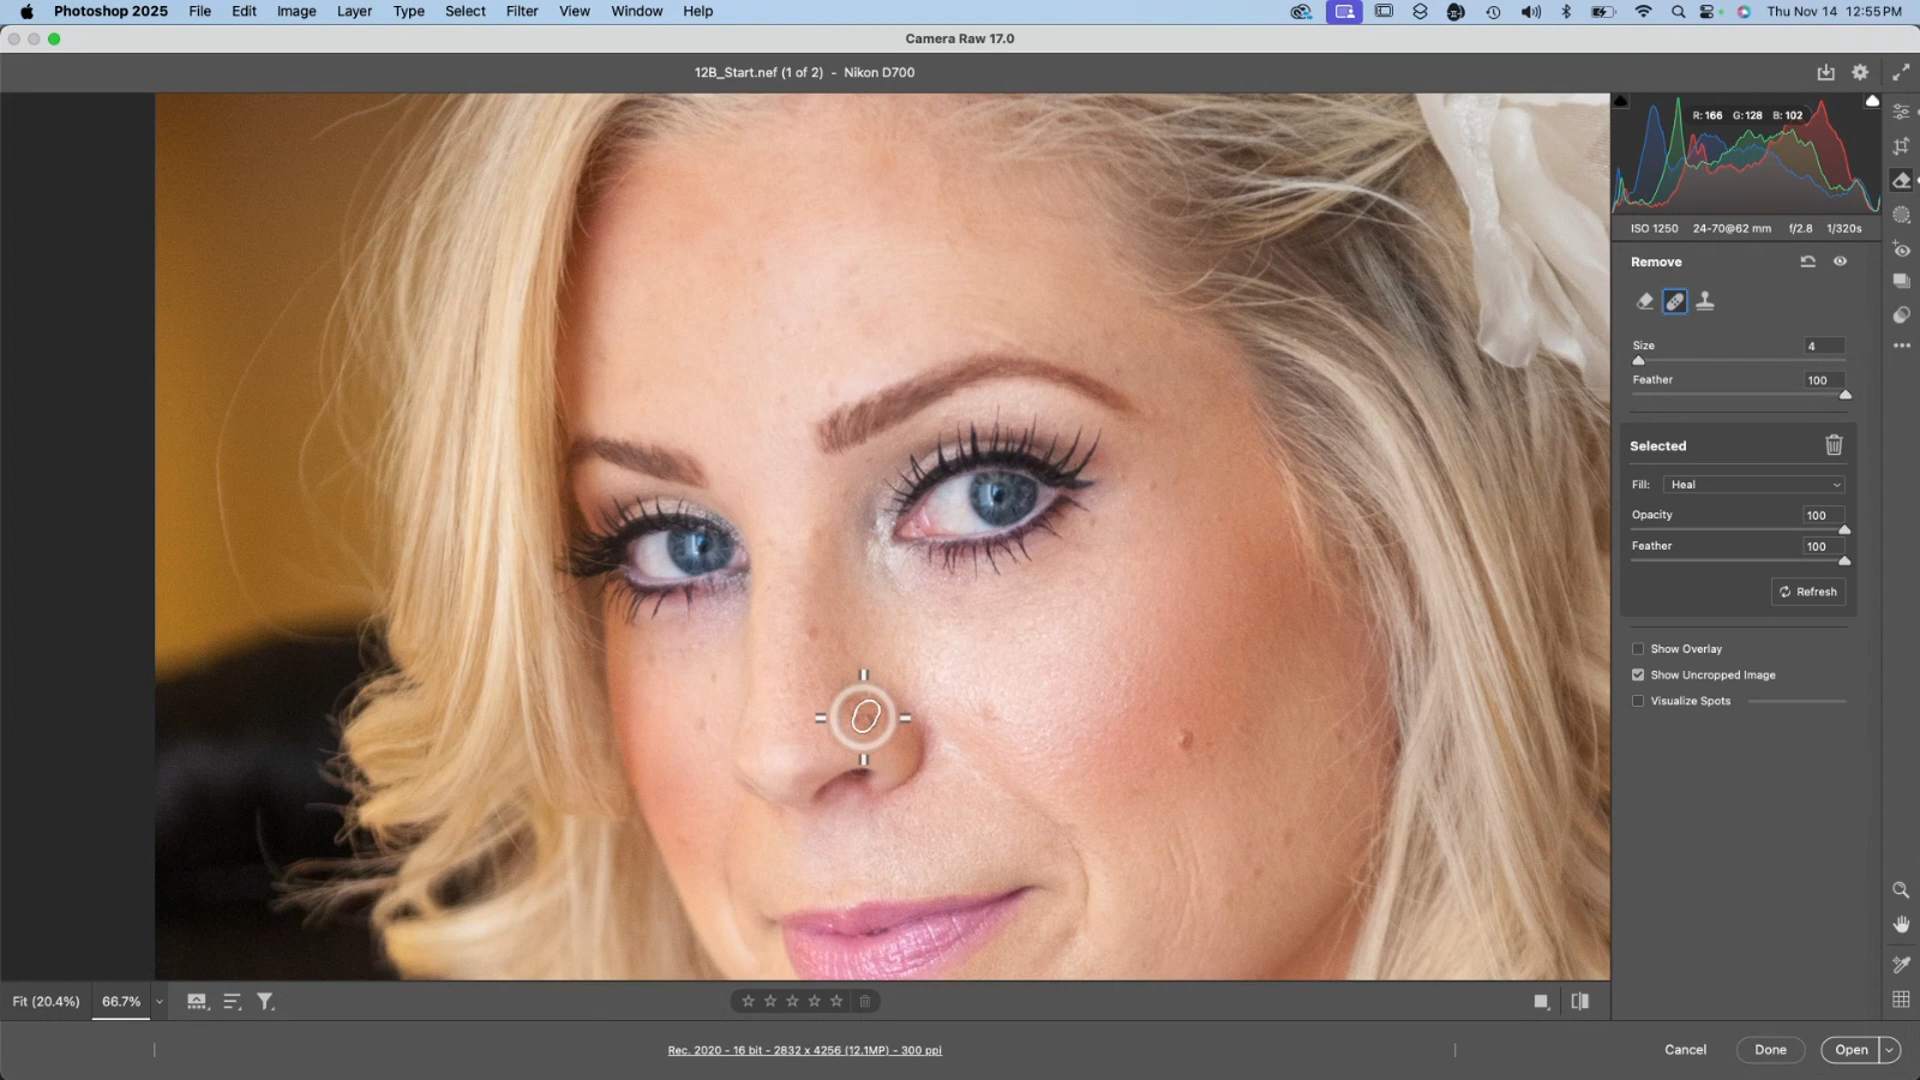 Photoshop 2025 File Edit Image Layer Type Select Filter View Window Help Thu Nov 14 12:55 PM
Camera Raw 17.0
12B_Start.nef (1 of 2) - Nikon D700
R: 166 G: 128 B: 102
ISO 1250 24-70@62 mm f/2.8 1/320s
Remove
Size 4
Feather 100
Selected
Fill: Heal
Opacity 100
Feather 100
Refresh
Show Overlay
Show Uncropped Image
Visualize Spots
Fit (20.4%) 66.7%
Rec. 2020 - 16 bit - 2832 x 4256 (12.1MP) - 300 ppi
Cancel Done Open